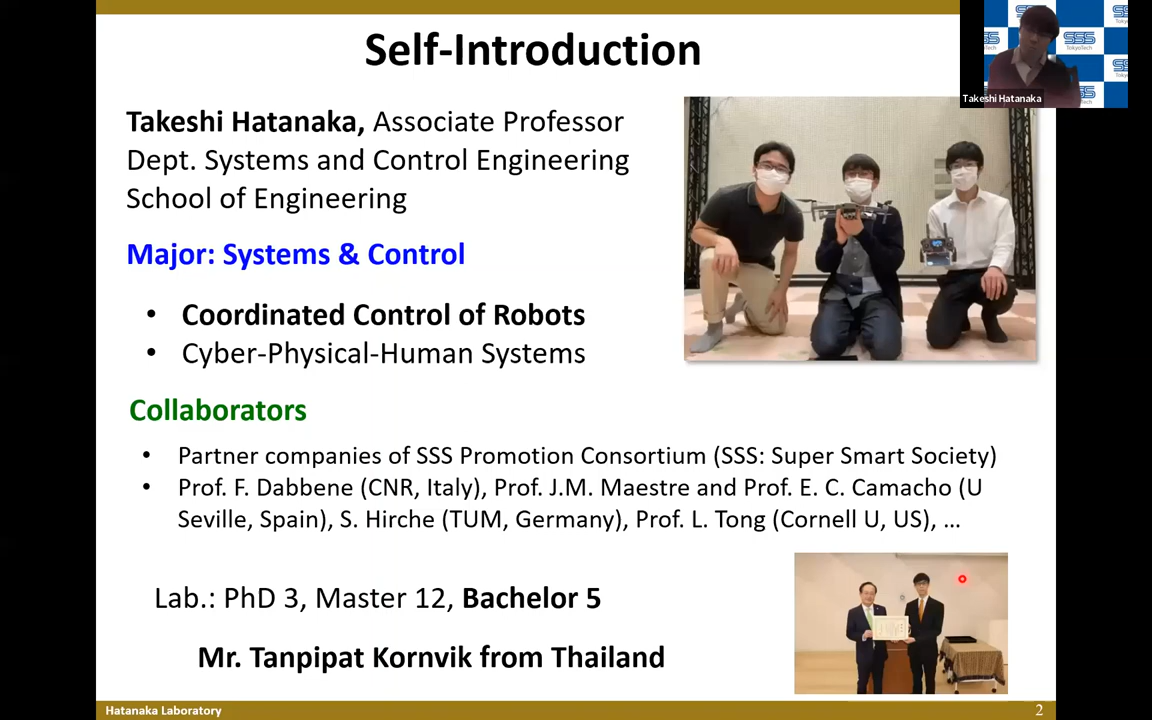 Self-Introduction
SSS
TokyoTech
Takeshi Hatanaka
Takeshi Hatanaka, Associate Professor
Dept. Systems and Control Engineering
School of Engineering
Major: Systems & Control
• Coordinated Control of Robots
• Cyber-Physical-Human Systems
Collaborators
• Partner companies of SSS Promotion Consortium (SSS: Super Smart Society)
• Prof. F. Dabbene (CNR, Italy), Prof. J.M. Maestre and Prof. E. C. Camacho (U
Seville, Spain), S. Hirche (TUM, Germany), Prof. L. Tong (Cornell U, US), …
Lab.: PhD 3, Master 12, Bachelor 5
Mr. Tanpipat Kornvik from Thailand
Hatanaka Laboratory
2